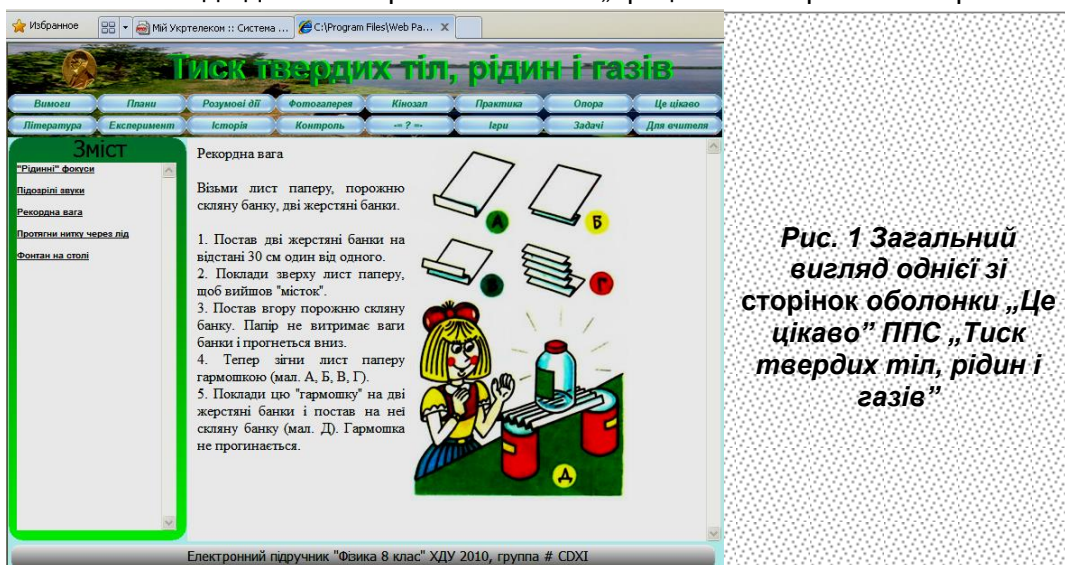 Избранное
Мій Укртелеком :: Система ...
C:\Program Files\Web Pa... X
Тиск твердих тіл, рідин і газів
Вимоги Плани Розумові дії Фотогалерея Кінозал Практика Опора Це цікаво
Література Експеримент Історія Контроль -= ? =- Ігри Задачі Для вчителя
Зміст
"Рідинні" фокуси
Підозрілі звуки
Рекордна вага
Протягни нитку через лід
Фонтан на столі
Рекордна вага
Візьми лист паперу, порожню
скляну банку, дві жерстяні банки.
1. Постав дві жерстяні банки на
відстані 30 см один від одного.
2. Поклади зверху лист паперу,
щоб вийшов "місток".
3. Постав вгору порожню скляну
банку. Папір не витримає ваги
банки і прогнеться вниз.
4. Тепер зігни лист паперу
гармошкою (мал. А, Б, В, Г).
5. Поклади цю "гармошку" на дві
жерстяні банки і постав на неї
скляну банку (мал. Д). Гармошка
не прогинається.
А
Б
В
Г
Д
Електронний підручник "Фізика 8 клас" ХДУ 2010, группа # CDXI
Рис. 1 Загальний
вигляд однієї зі
сторінок оболонки „Це
цікаво” ППС „Тиск
твердих тіл, рідин і
газів”